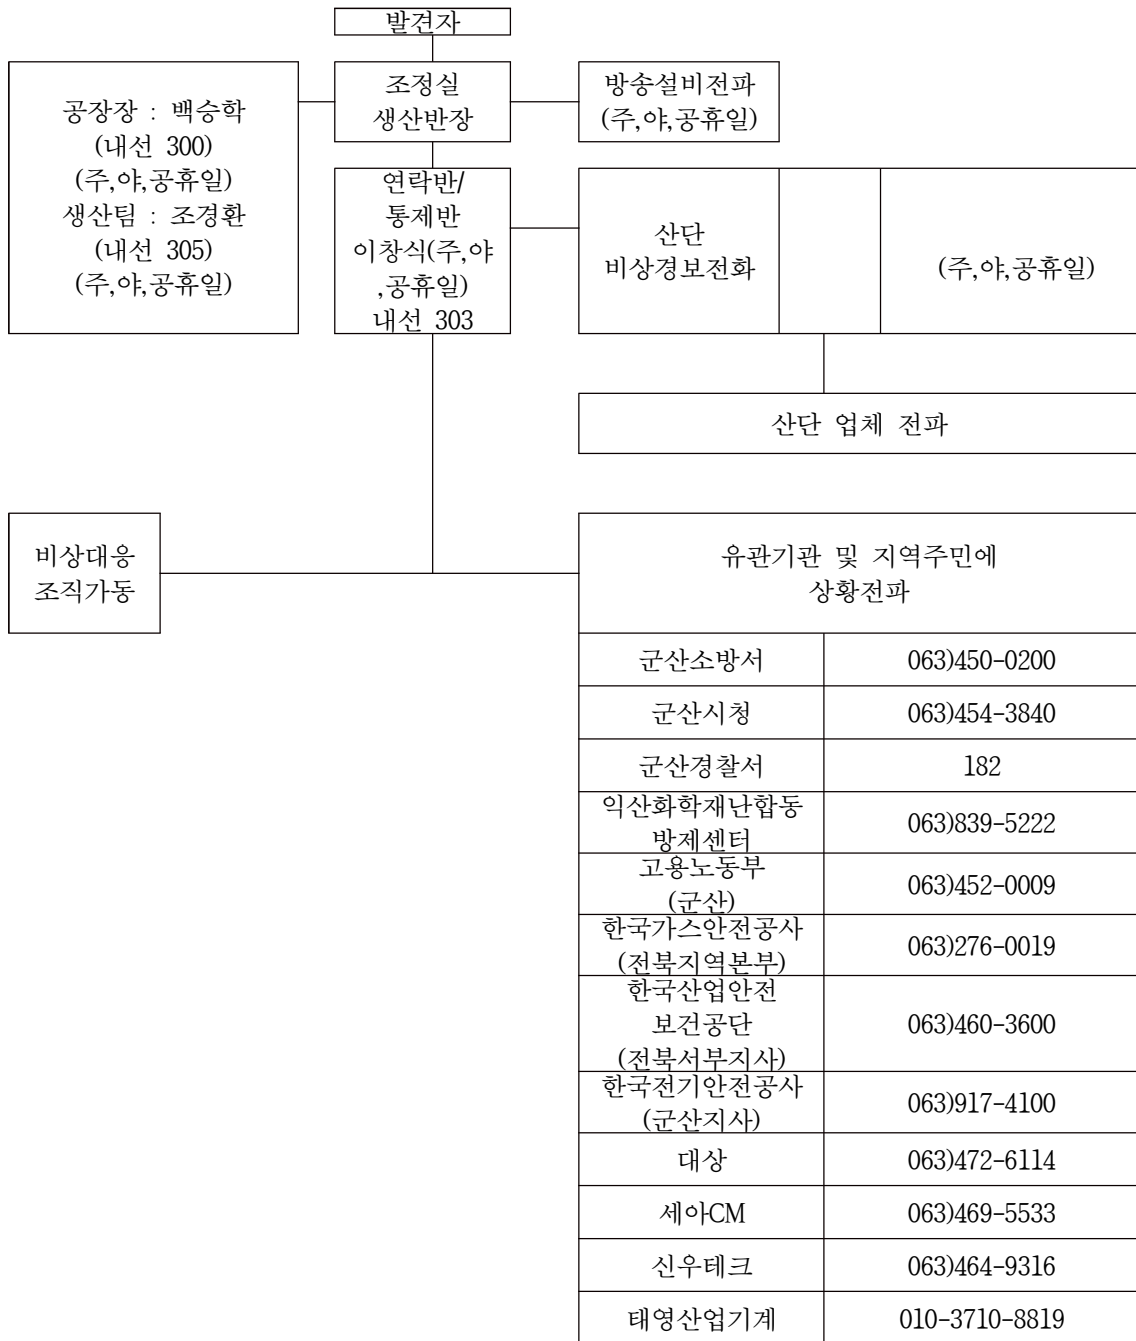 발견자
조정실
생산반장
방송설비전파
(주,야,공휴일)
공장장 : 백승학
(내선 300)
(주,야,공휴일)
생산팀 : 조경환
(내선 305)
(주,야,공휴일)
연락반/
통제반
이창식(주,야
,공휴일)
내선 303
산단
비상경보전화
(주,야,공휴일)
산단 업체 전파
비상대응
조직가동
유관기관 및 지역주민에
상황전파
군산소방서 063)450-0200
군산시청 063)454-3840
군산경찰서 182
익산화학재난합동
방제센터 063)839-5222
고용노동부
(군산) 063)452-0009
한국가스안전공사
(전북지역본부) 063)276-0019
한국산업안전
보건공단 063)460-3600
(전북서부지사)
한국전기안전공사
(군산지사) 063)917-4100
대상 063)472-6114
세아CM 063)469-5533
신우테크 063)464-9316
태영산업기계 010-3710-8819